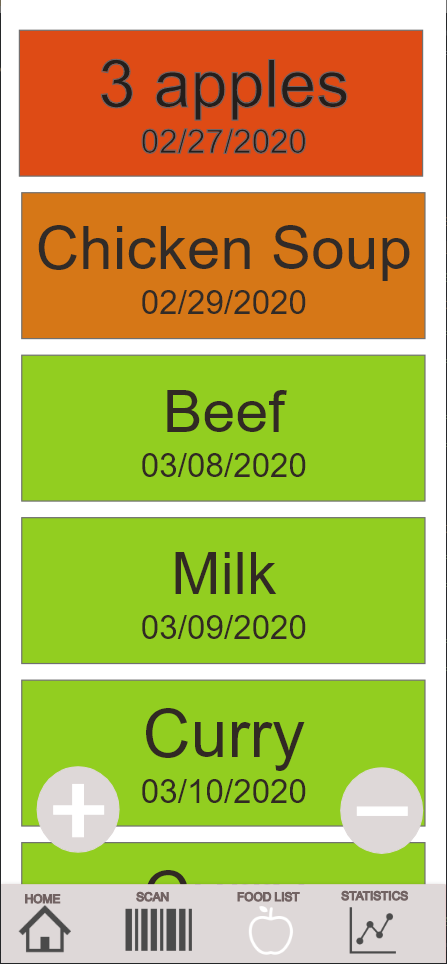 3 apples
02/27/2020
Chicken Soup
02/29/2020
Beef
03/08/2020
Milk
03/09/2020
Curry
03/10/2020
HOME SCAN FOOD LIST STATISTICS